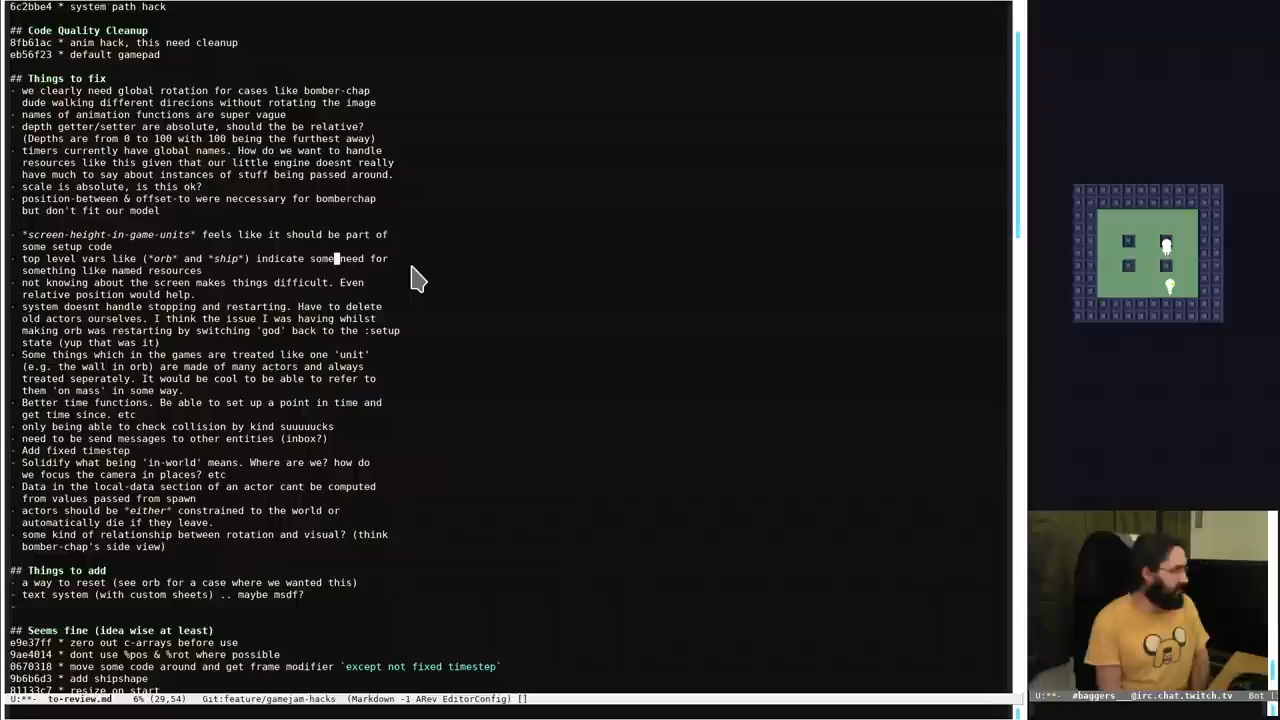 6c2bbe4 * system path hack
## Code Quality Cleanup
8fb61ac * anim hack, this need cleanup
eb56f23 * default gamepad
## Things to fix
- we clearly need global rotation for cases like bomber-chap
dude walking different direcions without rotating the image
- names of animation functions are super vague
- depth getter/setter are absolute, should the be relative?
(Depths are from 0 to 100 with 100 being the furthest away)
- timers currently have global names. How do we want to handle
resources like this given that our little engine doesnt really
have much to say about instances of stuff being passed around.
- scale is absolute, is this ok?
- position-between & offset-to were neccessary for bomberchap
but don't fit our model
- *screen-height-in-game-units* feels like it should be part of
some setup code
- top level vars like (*orb* and *ship*) indicate some need for
something like named resources
- not knowing about the screen makes things difficult. Even
relative position would help.
- system doesnt handle stopping and restarting. Have to delete
old actors ourselves. I think the issue I was having whilst
making orb was restarting by switching 'god' back to the :setup
state (yup that was it)
- Some things which in the games are treated like one 'unit'
(e.g. the wall in orb) are made of many actors and always
treated seperately. It would be cool to be able to refer to
them 'on mass' in some way.
- Better time functions. Be able to set up a point in time and
get time since. etc
- only being able to check collision by kind suuuuucks
- need to be send messages to other entities (inbox?)
- Add fixed timestep
- Solidify what being 'in-world' means. Where are we? how do
we focus the camera in places? etc
- Data in the local-data section of an actor cant be computed
from values passed from spawn
- actors should be *either* constrained to the world or
automatically die if they leave.
- some kind of relationship between rotation and visual? (think
bomber-chap's side view)
## Things to add
- a way to reset (see orb for a case where we wanted this)
- text system (with custom sheets) .. maybe msdf?
-
## Seems fine (idea wise at least)
e9e37ff * zero out c-arrays before use
9ae4014 * dont use %pos & %rot where possible
0670318 * move some code around and get frame modifier `except not fixed timestep`
9b6b6d3 * add shipshape
81133c7 * resize on start
U:**- to-review.md 6% (29,54) Git:feature/gamejam-hacks (Markdown -1 ARev EditorConfig) []
U:**- #baggers__@irc.chat.twitch.tv Bot